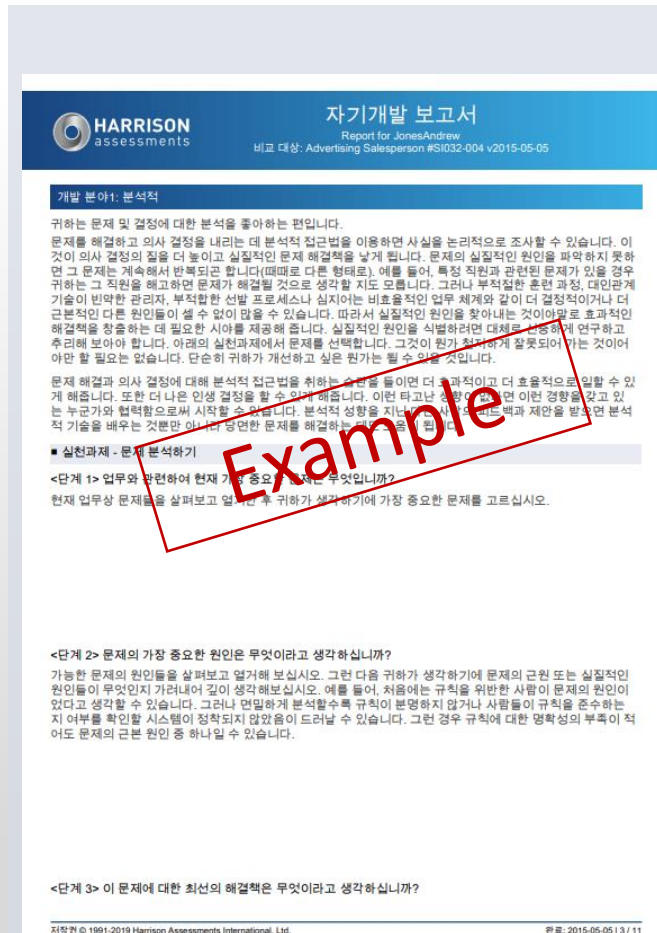 HARRISON
assessments
자기개발 보고서
Report for JonesAndrew
비교 대상: Advertising Salesperson #SI032-004 v2015-05-05
개발 분야1: 분석적
귀하는 문제 및 결정에 대한 분석을 좋아하는 편입니다.
문제를 해결하고 의사 결정을 내리는 데 분석적 접근법을 이용하면 사실을 논리적으로 조사할 수 있습니다. 이
것이 의사 결정의 질을 더 높이고 실질적인 문제 해결책을 낳게 됩니다. 문제의 실질적인 원인을 파악하지 못하
면 그 문제는 계속해서 반복되곤 합니다(때때로 다른 형태로). 예를 들어, 특정 직원과 관련된 문제가 있을 경우
귀하는 그 직원을 해고하면 문제가 해결될 것으로 생각할 지도 모릅니다. 그러나 부적절한 훈련 과정, 대인관계
기술이 빈약한 관리자, 부적합한 선발 프로세스나 심지어는 비효율적인 업무 체계와 같이 더 결정적이거나 더
근본적인 다른 원인들이 셀 수 없이 많을 수 있습니다. 따라서 실질적인 원인을 찾아내는 것이야말로 효과적인
해결책을 창출하는 데 필요한 시야를 제공해 줍니다. 실질적인 원인을 식별하려면 대체로 신중하게 연구하고
추리해 보아야 합니다. 아래의 실천과제에서 문제를 선택합니다. 그것이 뭔가 철저하게 잘못되어 가는 것이어
야만 할 필요는 없습니다. 단순히 귀하가 개선하고 싶은 뭔가는 될 수 있을 것입니다.
문제 해결과 의사 결정에 대해 분석적 접근법을 취하는 습관을 들이면 더 효과적이고 더 효율적으로 일할 수 있
게 해줍니다. 또한 더 나은 인생 결정을 할 수 있게 해줍니다. 이런 타고난 성향이 없다면 이런 경향을 갖고 있
는 누군가와 협력함으로써 시작할 수 있습니다. 분석적 성향을 지닌 피드백과 제안을 받으면 분석
적 기술을 배우는 것뿐만 아니라 당면한 문제를 해결하는 데도 도움이 됩니다.
■ 실천과제 - 문제 분석하기
<단계 1> 업무와 관련하여 현재 가장 중요한 문제는 무엇입니까?
현재 업무상 문제들을 살펴보고 열거한 후 귀하가 생각하기에 가장 중요한 문제를 고르십시오.
Example
<단계 2> 문제의 가장 중요한 원인은 무엇이라고 생각하십니까?
가능한 문제의 원인들을 살펴보고 열거해 보십시오. 그런 다음 귀하가 생각하기에 문제의 근원 또는 실질적인
원인들이 무엇인지 가려내어 깊이 생각해보십시오. 예를 들어, 처음에는 규칙을 위반한 사람이 문제의 원인이
었다고 생각할 수 있습니다. 그러나 면밀하게 분석할수록 규칙이 분명하지 않거나 사람들이 규칙을 준수하는
지 여부를 확인할 시스템이 정착되지 않았음이 드러날 수 있습니다. 그런 경우 규칙에 대한 명확성의 부족이 적
어도 문제의 근본 원인 중 하나일 수 있습니다.
<단계 3> 이 문제에 대한 최선의 해결책은 무엇이라고 생각하십니까?
저작권 © 1991-2019 Harrison Assessments International, Ltd.
완료: 2015-05-05 | 3 / 11